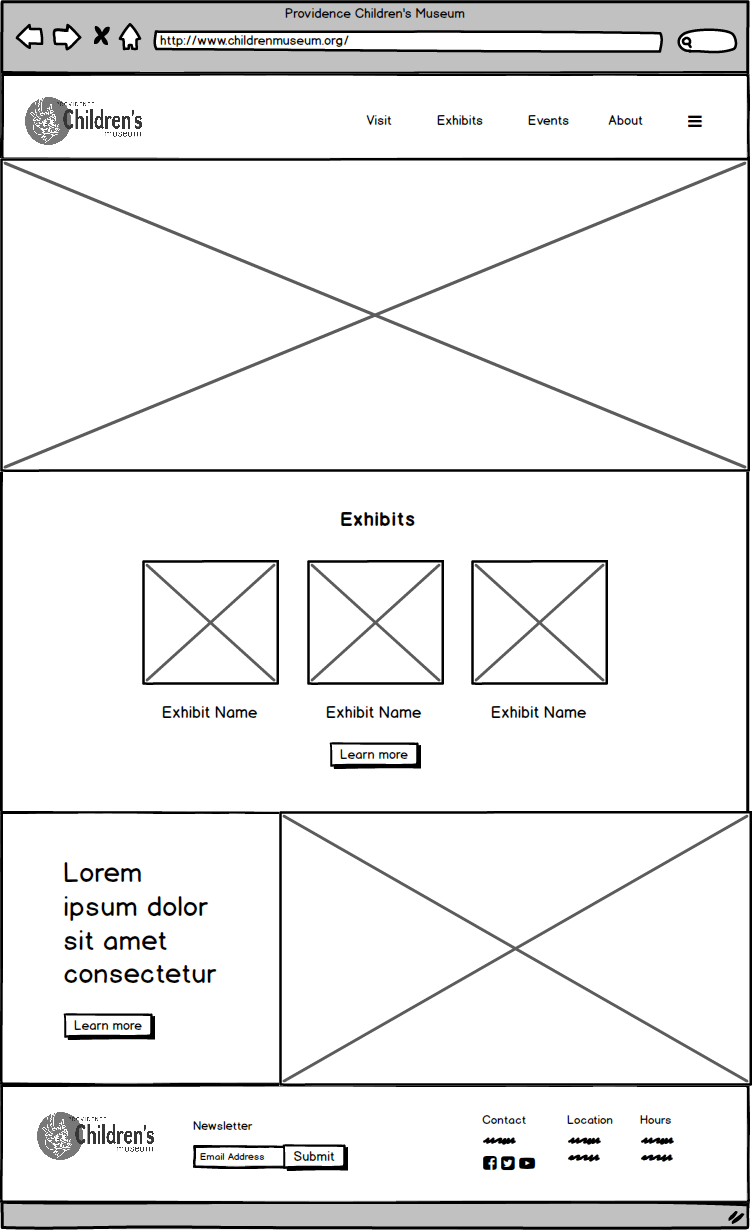 Providence Children's Museum
http://www.childrenmuseum.org/
PROVIDENCE
Children's
museum
Visit Exhibits Events About
Exhibits
Exhibit Name Exhibit Name Exhibit Name
Learn more
Lorem
ipsum dolor
sit amet
consectetur
Learn more
PROVIDENCE
Children's
museum
Newsletter
Email Address Submit
Contact Location Hours